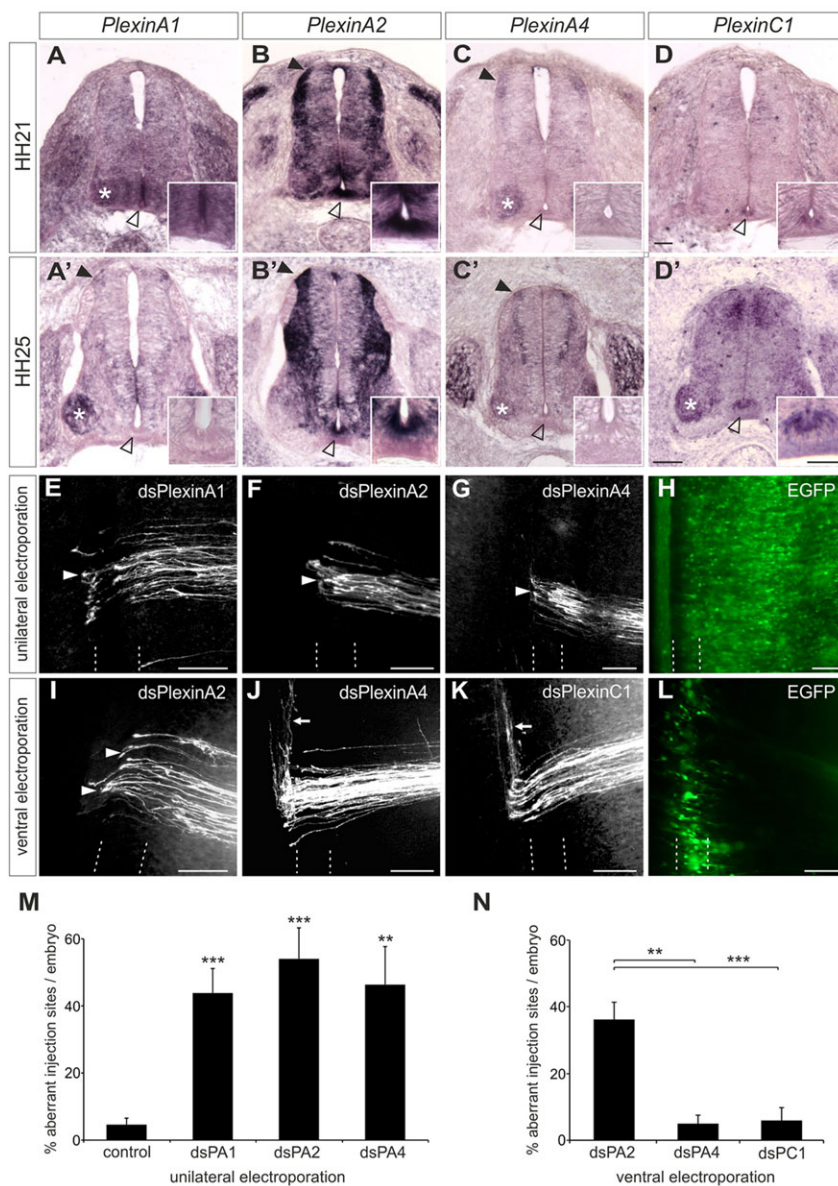 PlexinA1 PlexinA2 PlexinA4 PlexinC1
HH21
A B C D
*
*
HH25
A' B' C' D'
*
*
*
unilateral electroporation
E dsPlexinA1 F dsPlexinA2 G dsPlexinA4 H EGFP
ventral electroporation
I dsPlexinA2 J dsPlexinA4 K dsPlexinC1 L EGFP
M
% aberrant injection sites / embryo
60
40
20
0
***
***
**
control dsPA1 dsPA2 dsPA4
unilateral electroporation
N
% aberrant injection sites / embryo
60
40
20
0
**
***
dsPA2 dsPA4 dsPC1
ventral electroporation